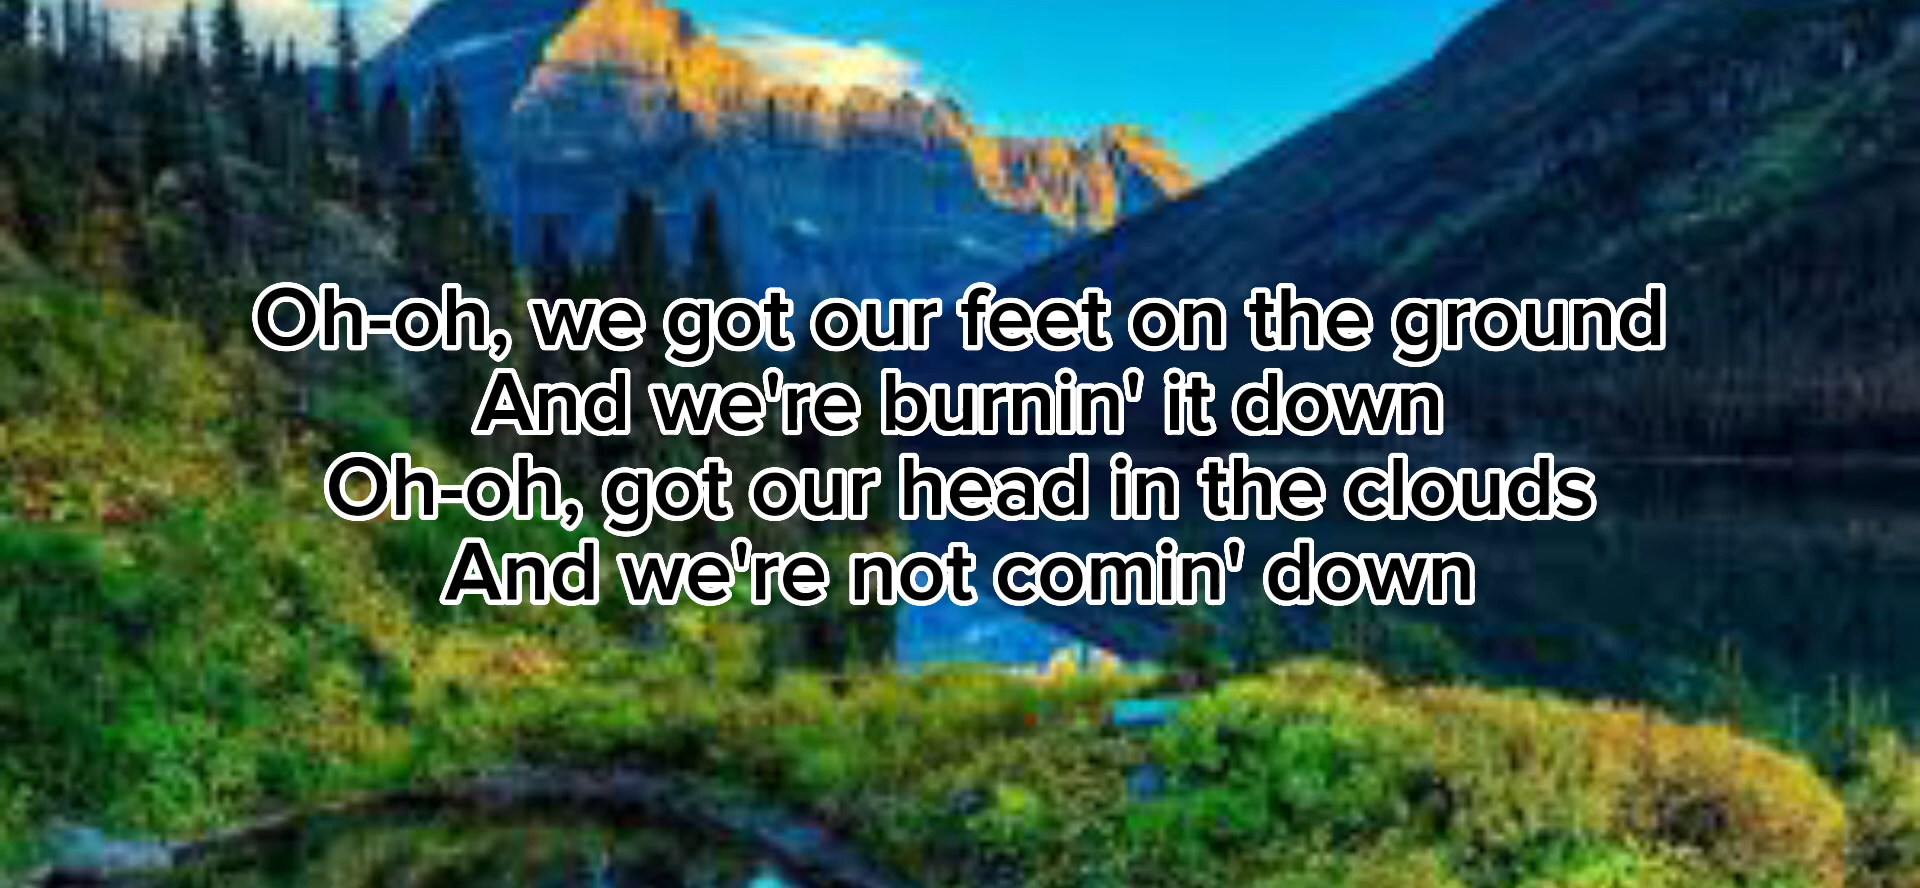 Oh-oh, we got our feet on the ground
And we're burnin' it down
Oh-oh, got our head in the clouds
And we're not comin' down